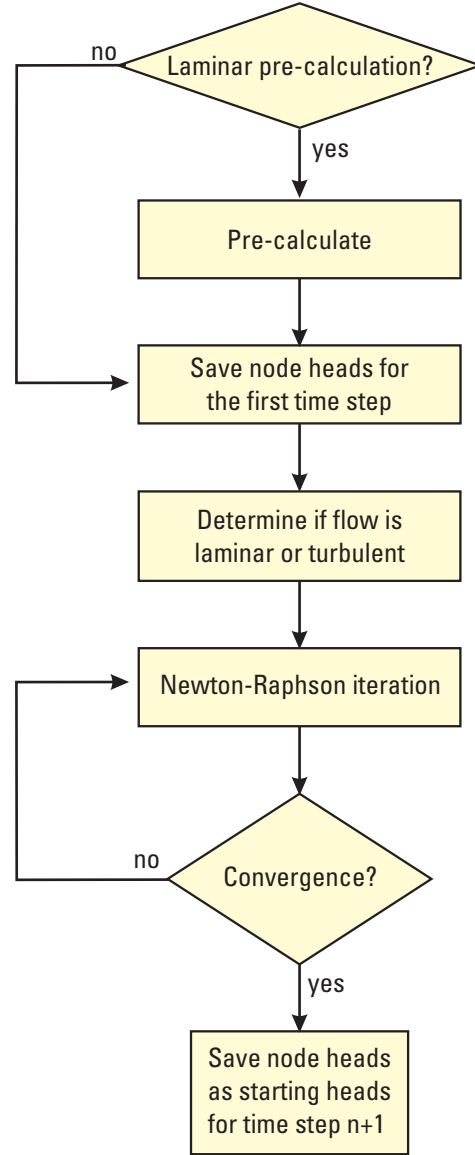 no
Laminar pre-calculation?
yes
Pre-calculate
Save node heads for
the first time step
Determine if flow is
laminar or turbulent
Newton-Raphson iteration
no
Convergence?
yes
Save node heads
as starting heads
for time step n+1